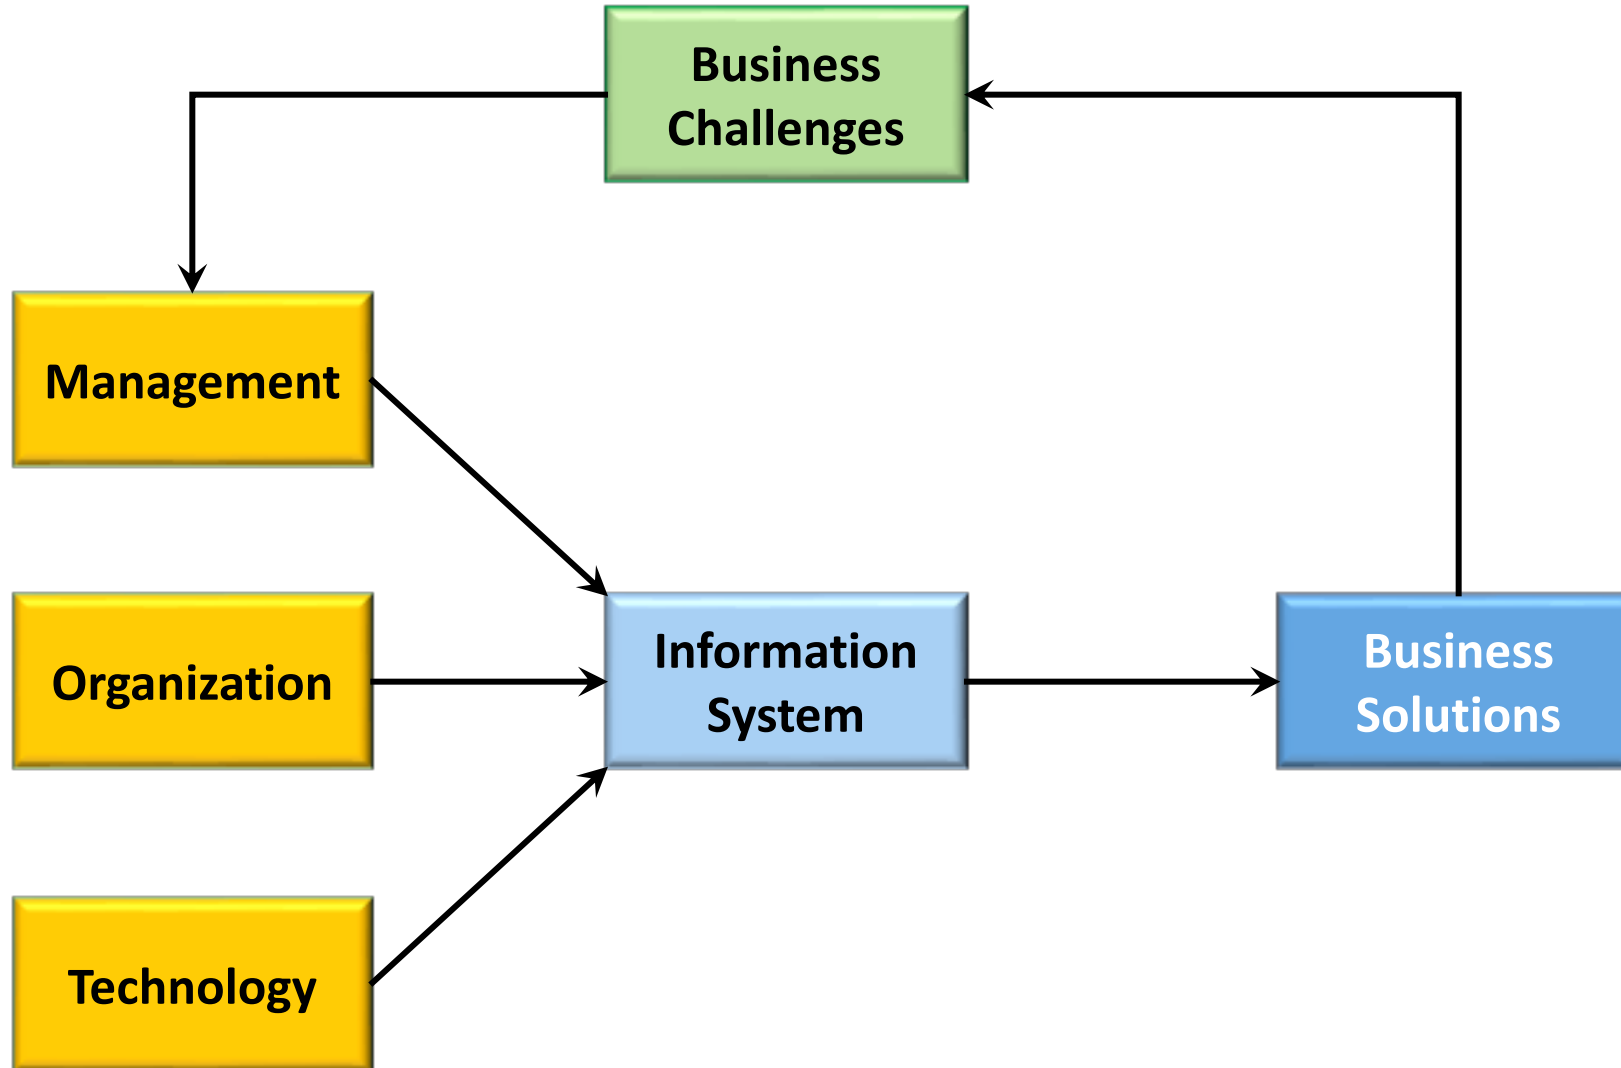 Business
Challenges
Management
Organization
Information
System
Business
Solutions
Technology